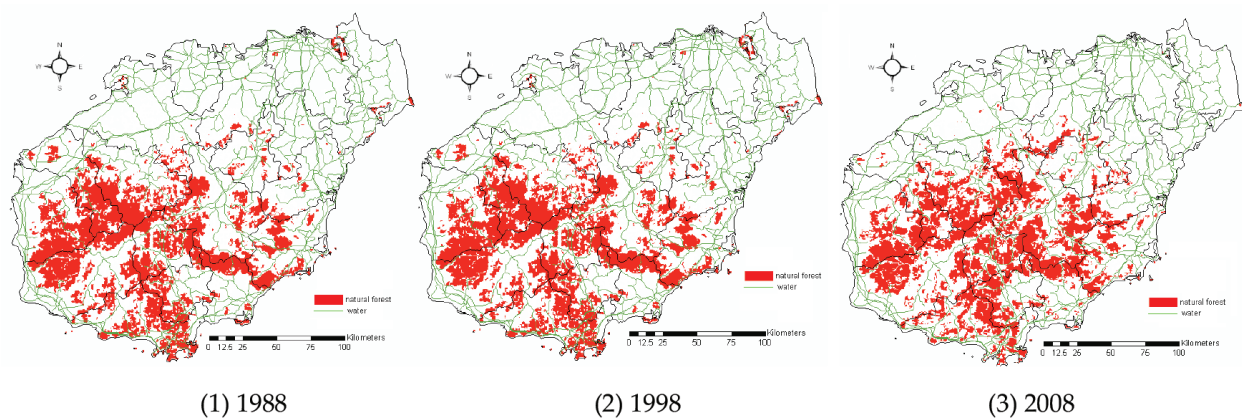 N
W E
S
natural forest
water
Kilometers
0 12.5 25 50 75 100
(1) 1988
N
W E
S
natural forest
water
Kilometers
0 12.5 25 50 75 100
(2) 1998
N
W E
S
natural forest
water
Kilometers
0 12.5 25 50 75 100
(3) 2008